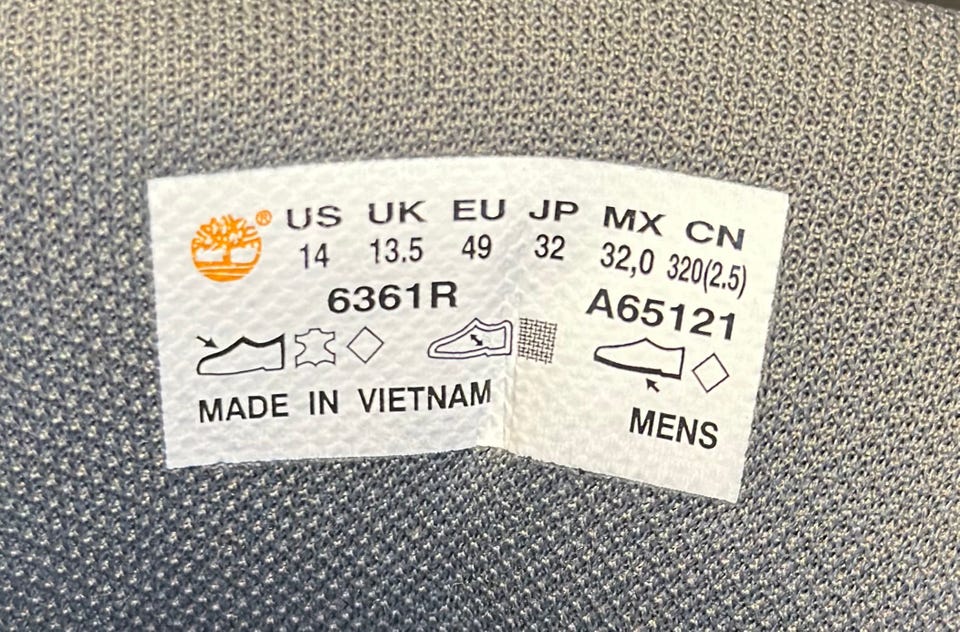 ® US UK EU JP MX CN
14 13.5 49 32 32,0 320(2.5)
6361R A65121
MADE IN VIETNAM MENS